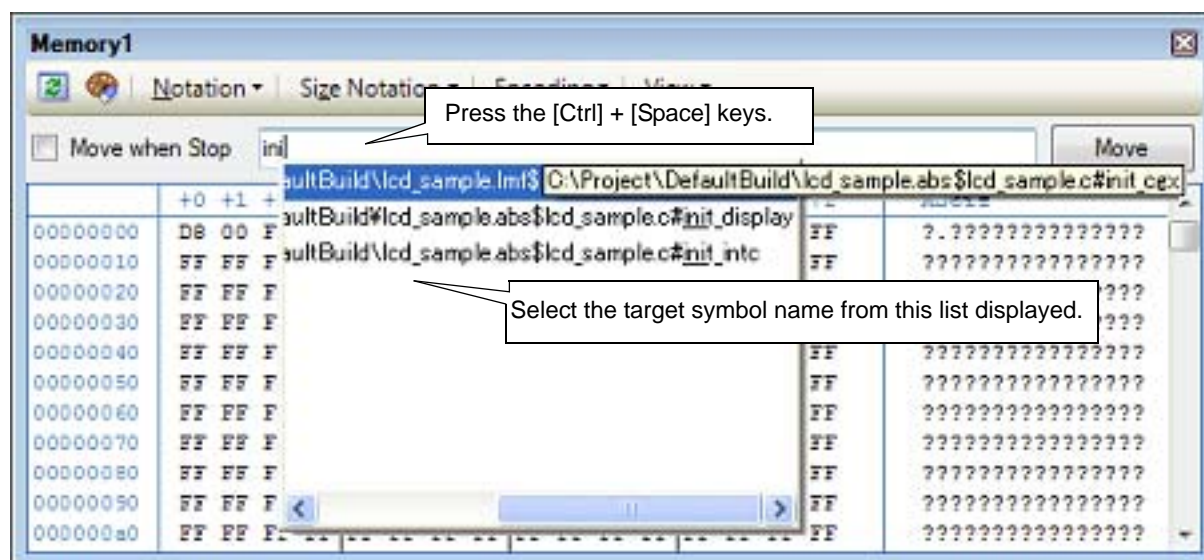 Memory1
Notation Size Notation Encoding View
Press the [Ctrl] + [Space] keys.
Move when Stop ini Move
aultBuild\lcd_sample.lmf$ C:\Project\DefaultBuild\lcd_sample.abs$lcd_sample.c#init_cgx
+0 +1 +
aultBuild¥lcd_sample.abs$lcd_sample.c#init_display
00000000 D8 00 F FF ?.??????????????
aultBuild\lcd_sample.abs$lcd_sample.c#init_intc
00000010 FF FF F FF ????????????????
Select the target symbol name from this list displayed.
00000020 FF FF F ???
00000030 FF FF F ???
00000040 FF FF F FF ????????????????
00000050 FF FF F FF ????????????????
00000060 FF FF F FF ????????????????
00000070 FF FF F FF ????????????????
00000080 FF FF F FF ????????????????
00000090 FF FF F FF ????????????????
000000a0 FF FF F FF ????????????????